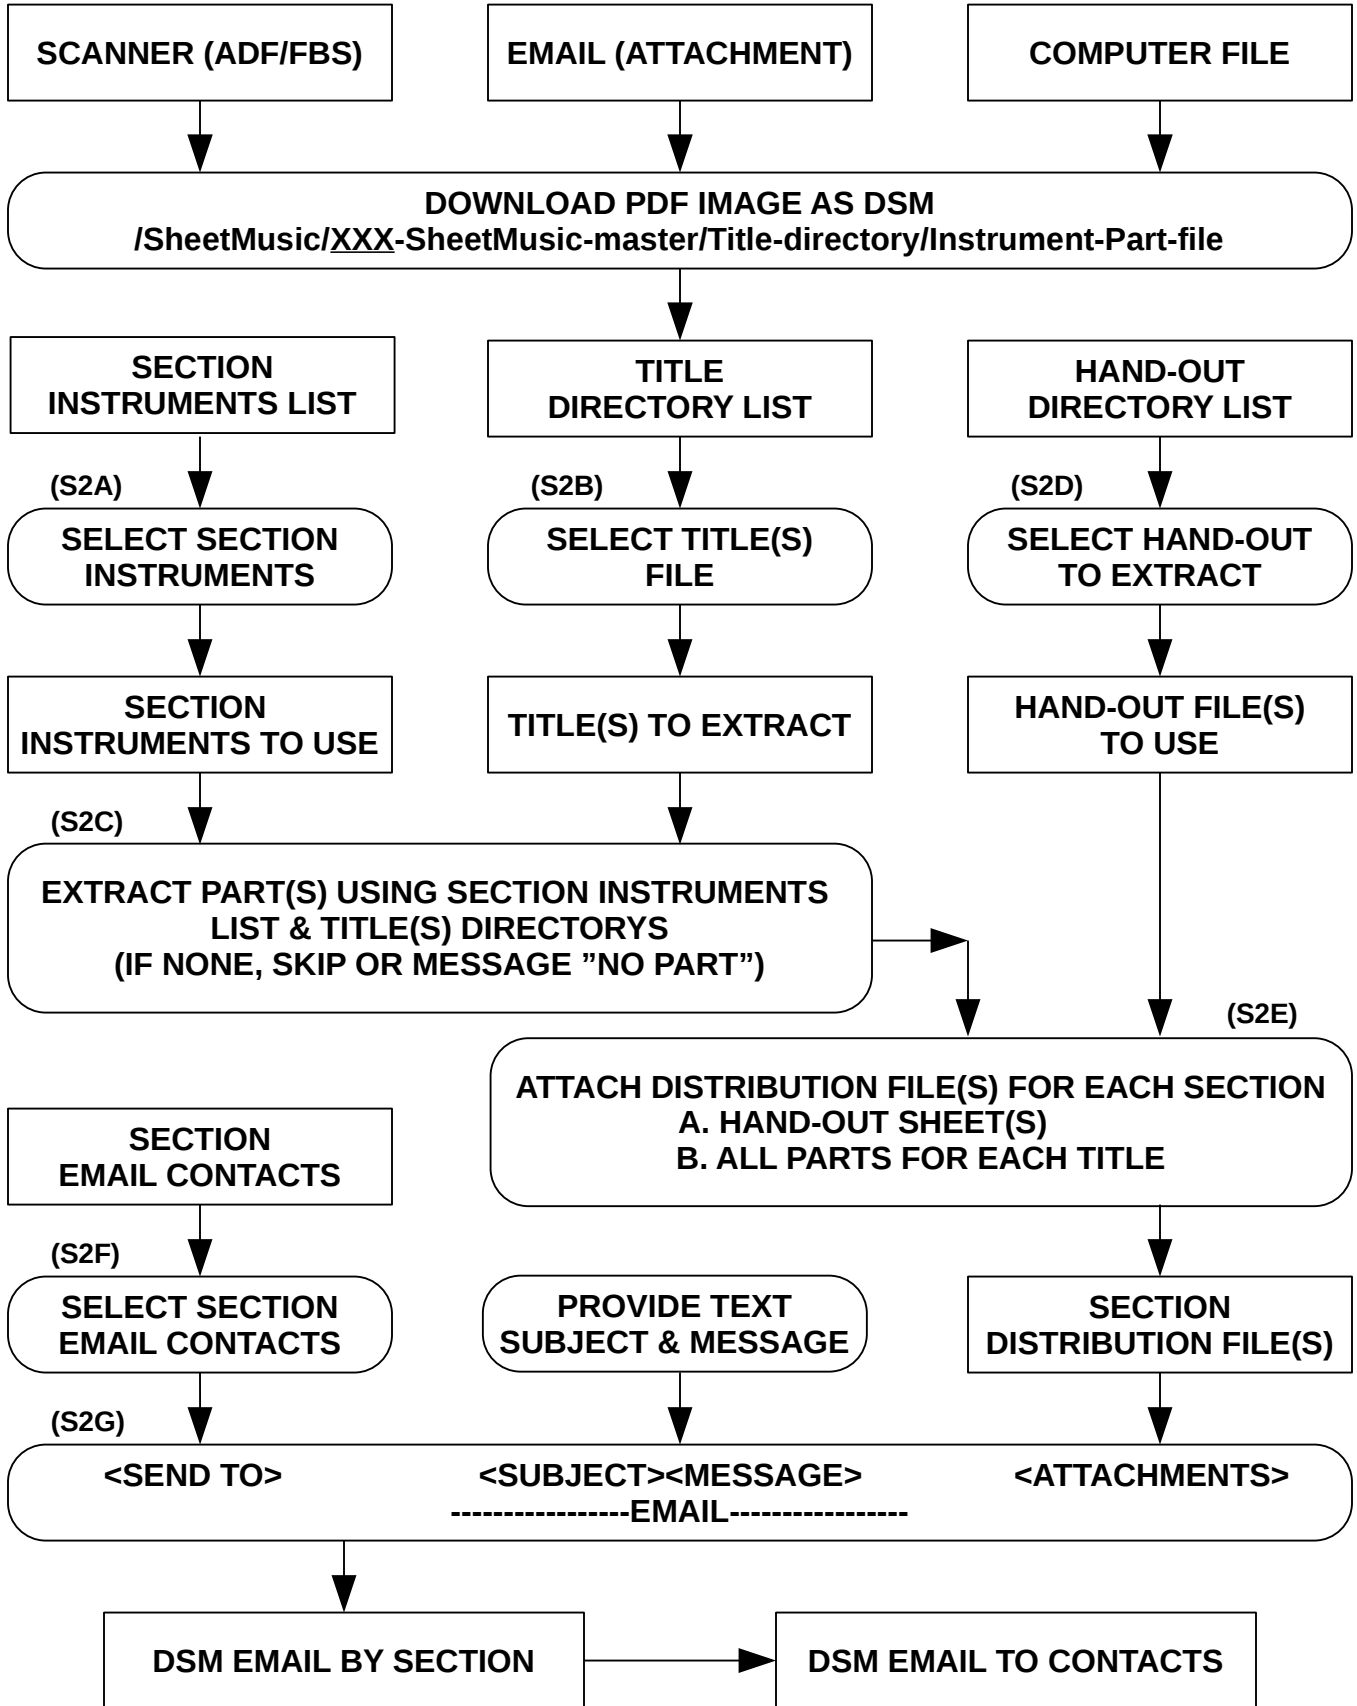 SCANNER (ADF/FBS)
EMAIL (ATTACHMENT)
COMPUTER FILE
DOWNLOAD PDF IMAGE AS DSM
/SheetMusic/XXX-SheetMusic-master/Title-directory/Instrument-Part-file
SECTION
INSTRUMENTS LIST
TITLE
DIRECTORY LIST
HAND-OUT
DIRECTORY LIST
(S2A)
SELECT SECTION
INSTRUMENTS
(S2B)
SELECT TITLE(S)
FILE
(S2D)
SELECT HAND-OUT
TO EXTRACT
SECTION
INSTRUMENTS TO USE
TITLE(S) TO EXTRACT
HAND-OUT FILE(S)
TO USE
(S2C)
EXTRACT PART(S) USING SECTION INSTRUMENTS
LIST & TITLE(S) DIRECTORYS
(IF NONE, SKIP OR MESSAGE ”NO PART”)
(S2E)
ATTACH DISTRIBUTION FILE(S) FOR EACH SECTION
A. HAND-OUT SHEET(S)
B. ALL PARTS FOR EACH TITLE
SECTION
EMAIL CONTACTS
(S2F)
SELECT SECTION
EMAIL CONTACTS
PROVIDE TEXT
SUBJECT & MESSAGE
SECTION
DISTRIBUTION FILE(S)
(S2G)
<SEND TO> <SUBJECT><MESSAGE> <ATTACHMENTS>
-----------------EMAIL-----------------
DSM EMAIL BY SECTION
DSM EMAIL TO CONTACTS